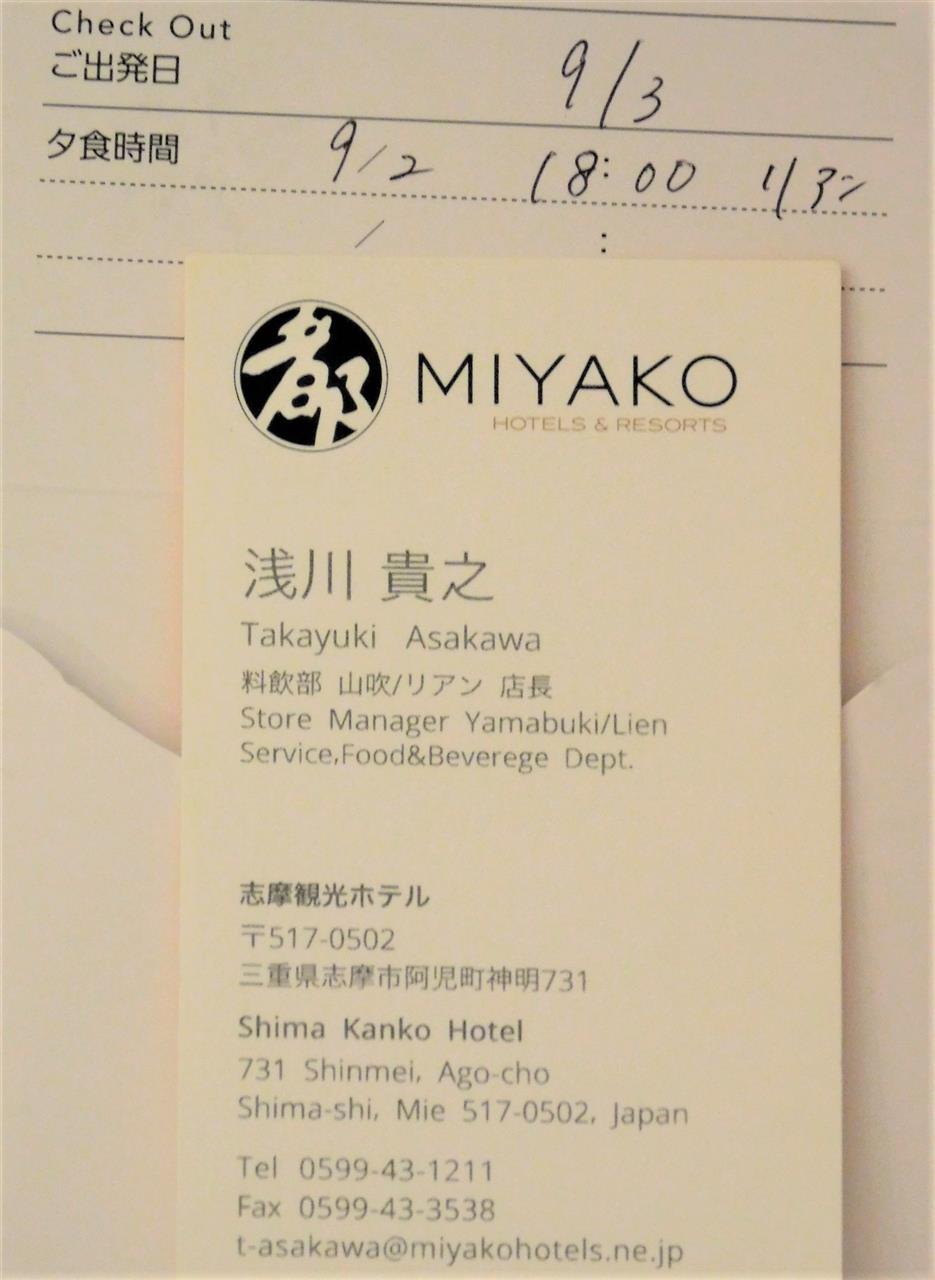 Check Out
ご出発日 9/3
夕食時間 9/2 18:00 リアン
/ :
都 MIYAKO
HOTELS & RESORTS
浅川 貴之
Takayuki Asakawa
料飲部 山吹/リアン 店長
Store Manager Yamabuki/Lien
Service,Food&Beverege Dept.
志摩観光ホテル
〒517-0502
三重県志摩市阿児町神明731
Shima Kanko Hotel
731 Shinmei, Ago-cho
Shima-shi, Mie 517-0502, Japan
Tel 0599-43-1211
Fax 0599-43-3538
t-asakawa@miyakohotels.ne.jp